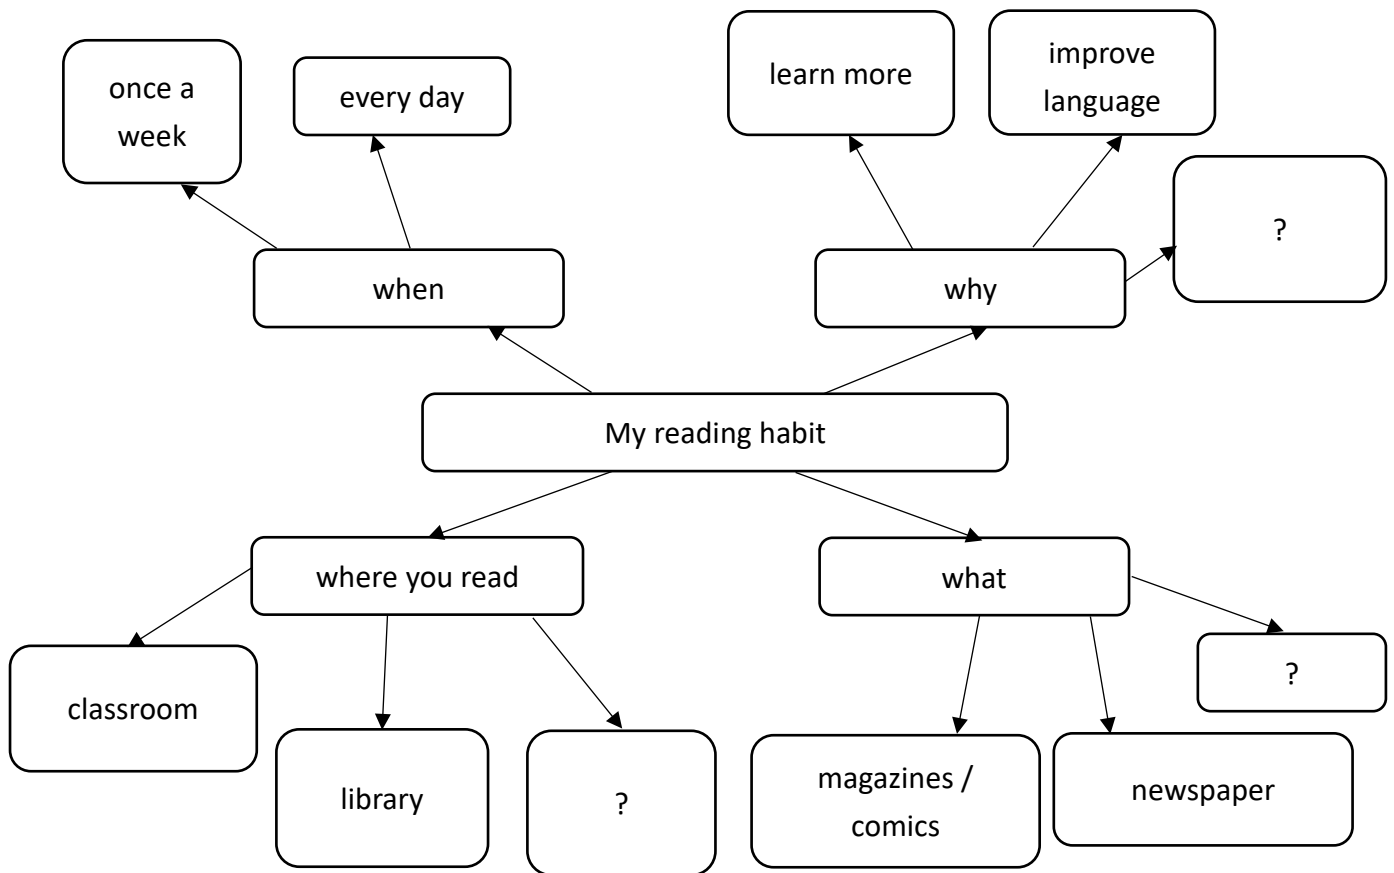 once a
week
every day
learn more
improve
language
?
when
why
My reading habit
where you read
what
classroom
library
?
magazines /
comics
newspaper
?